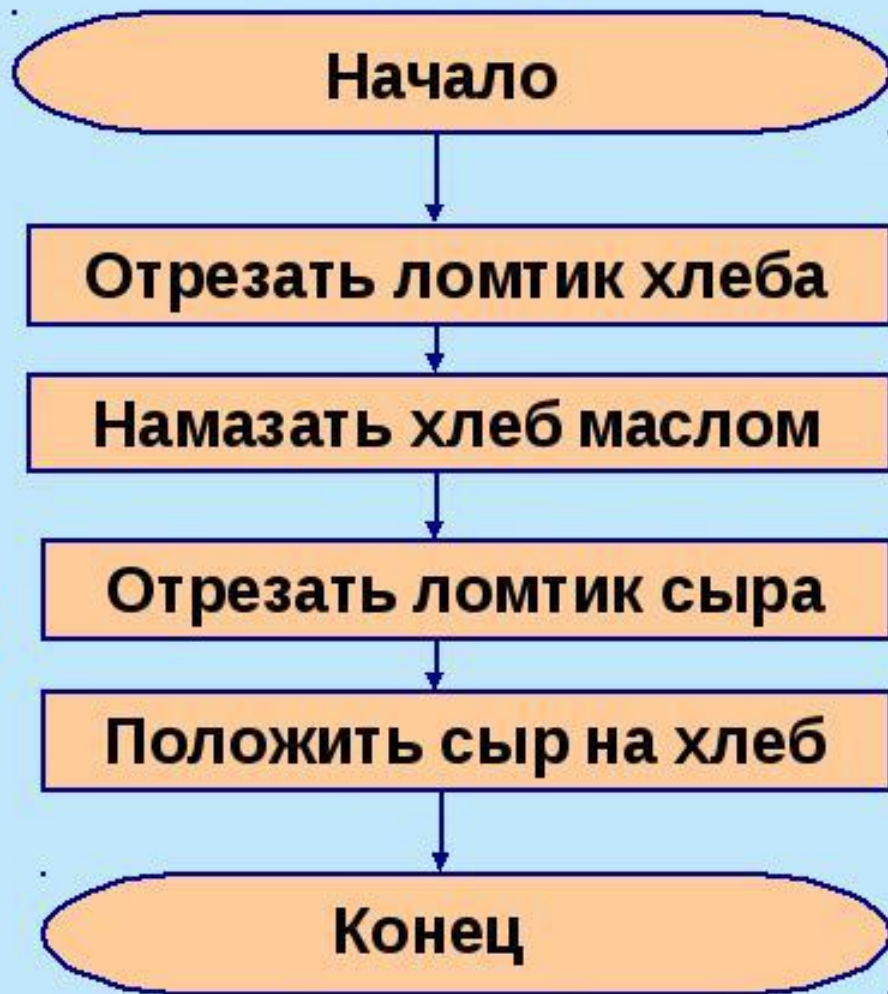 Начало
Отрезать ломтик хлеба
Намазать хлеб маслом
Отрезать ломтик сыра
Положить сыр на хлеб
Конец